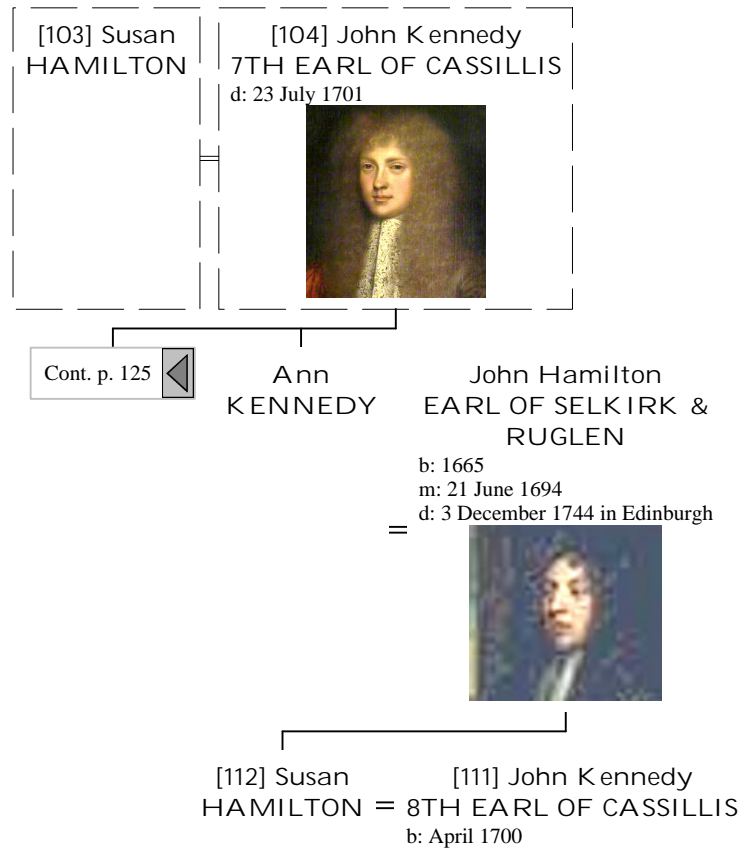 [103] Susan
HAMILTON
[104] John Kennedy
7TH EARL OF CASSILLIS
d: 23 July 1701
=
Cont. p. 125
Ann
KENNEDY
John Hamilton
EARL OF SELKIRK &
RUGLEN
b: 1665
m: 21 June 1694
d: 3 December 1744 in Edinburgh
=
[112] Susan
HAMILTON
=
[111] John Kennedy
8TH EARL OF CASSILLIS
b: April 1700